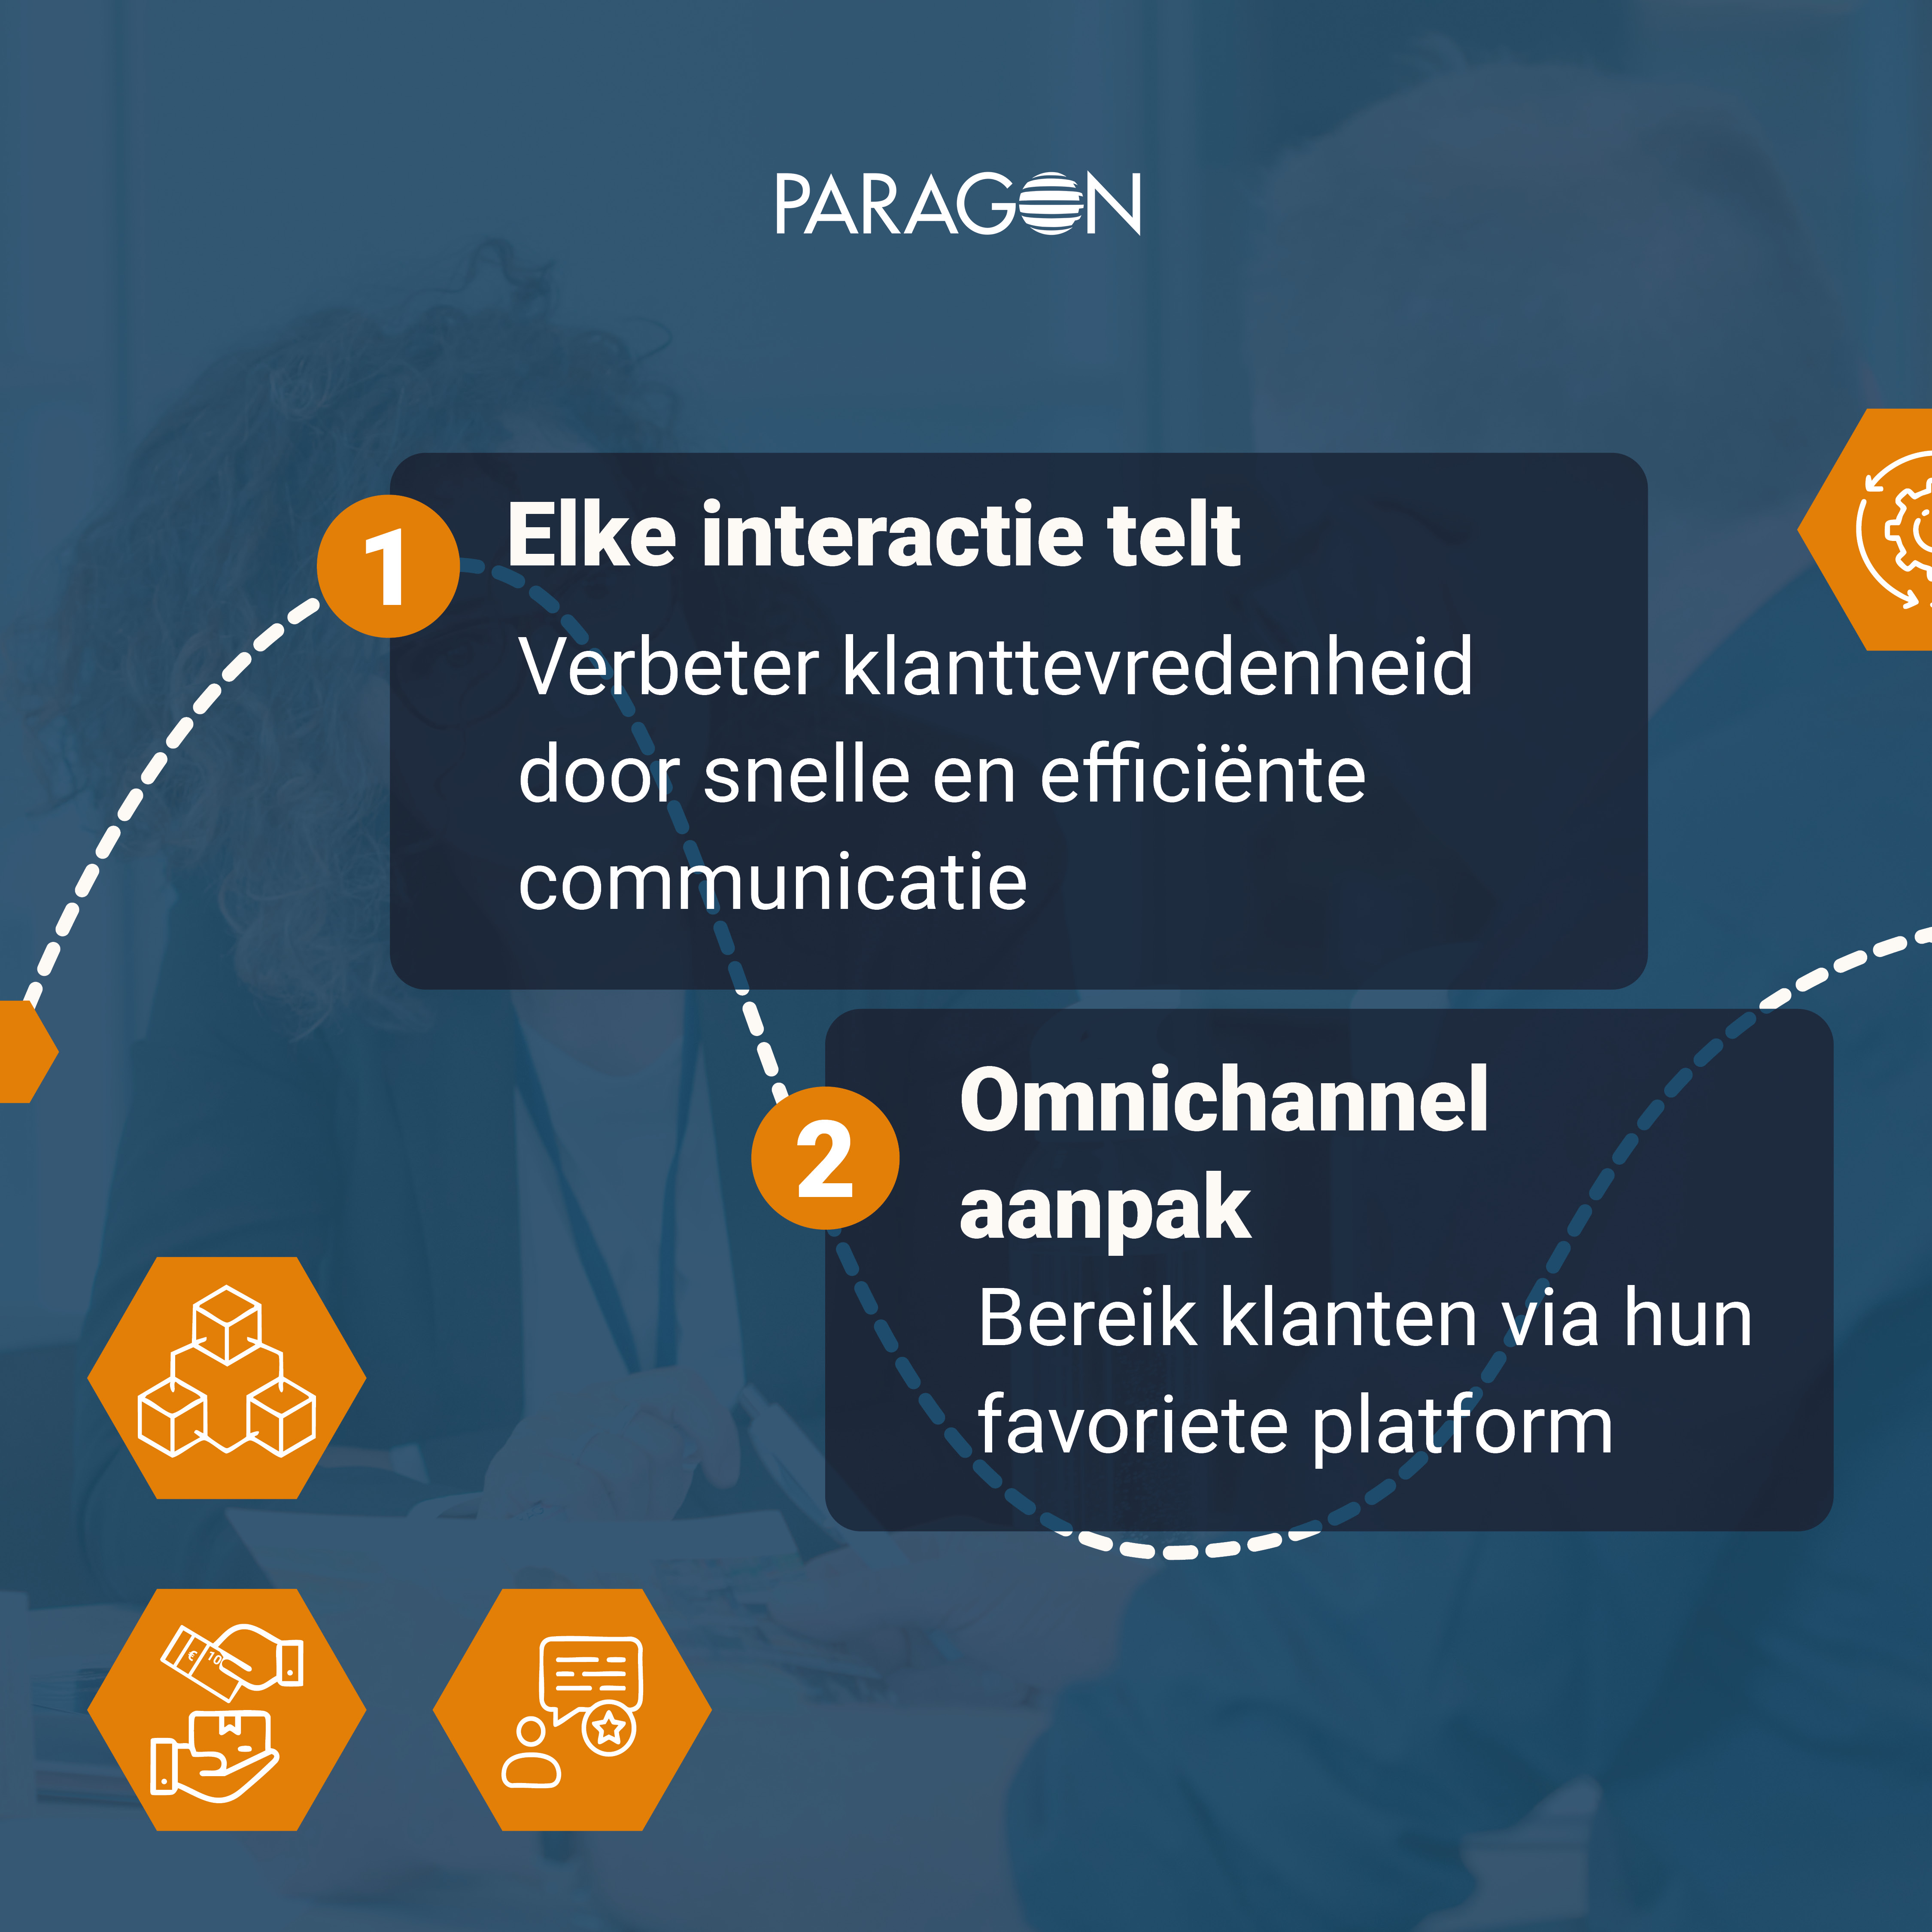 PARAGON
1
Elke interactie telt
Verbeter klanttevredenheid
door snelle en efficiënte
communicatie
2
Omnichannel
aanpak
Bereik klanten via hun
favoriete platform
€ 10